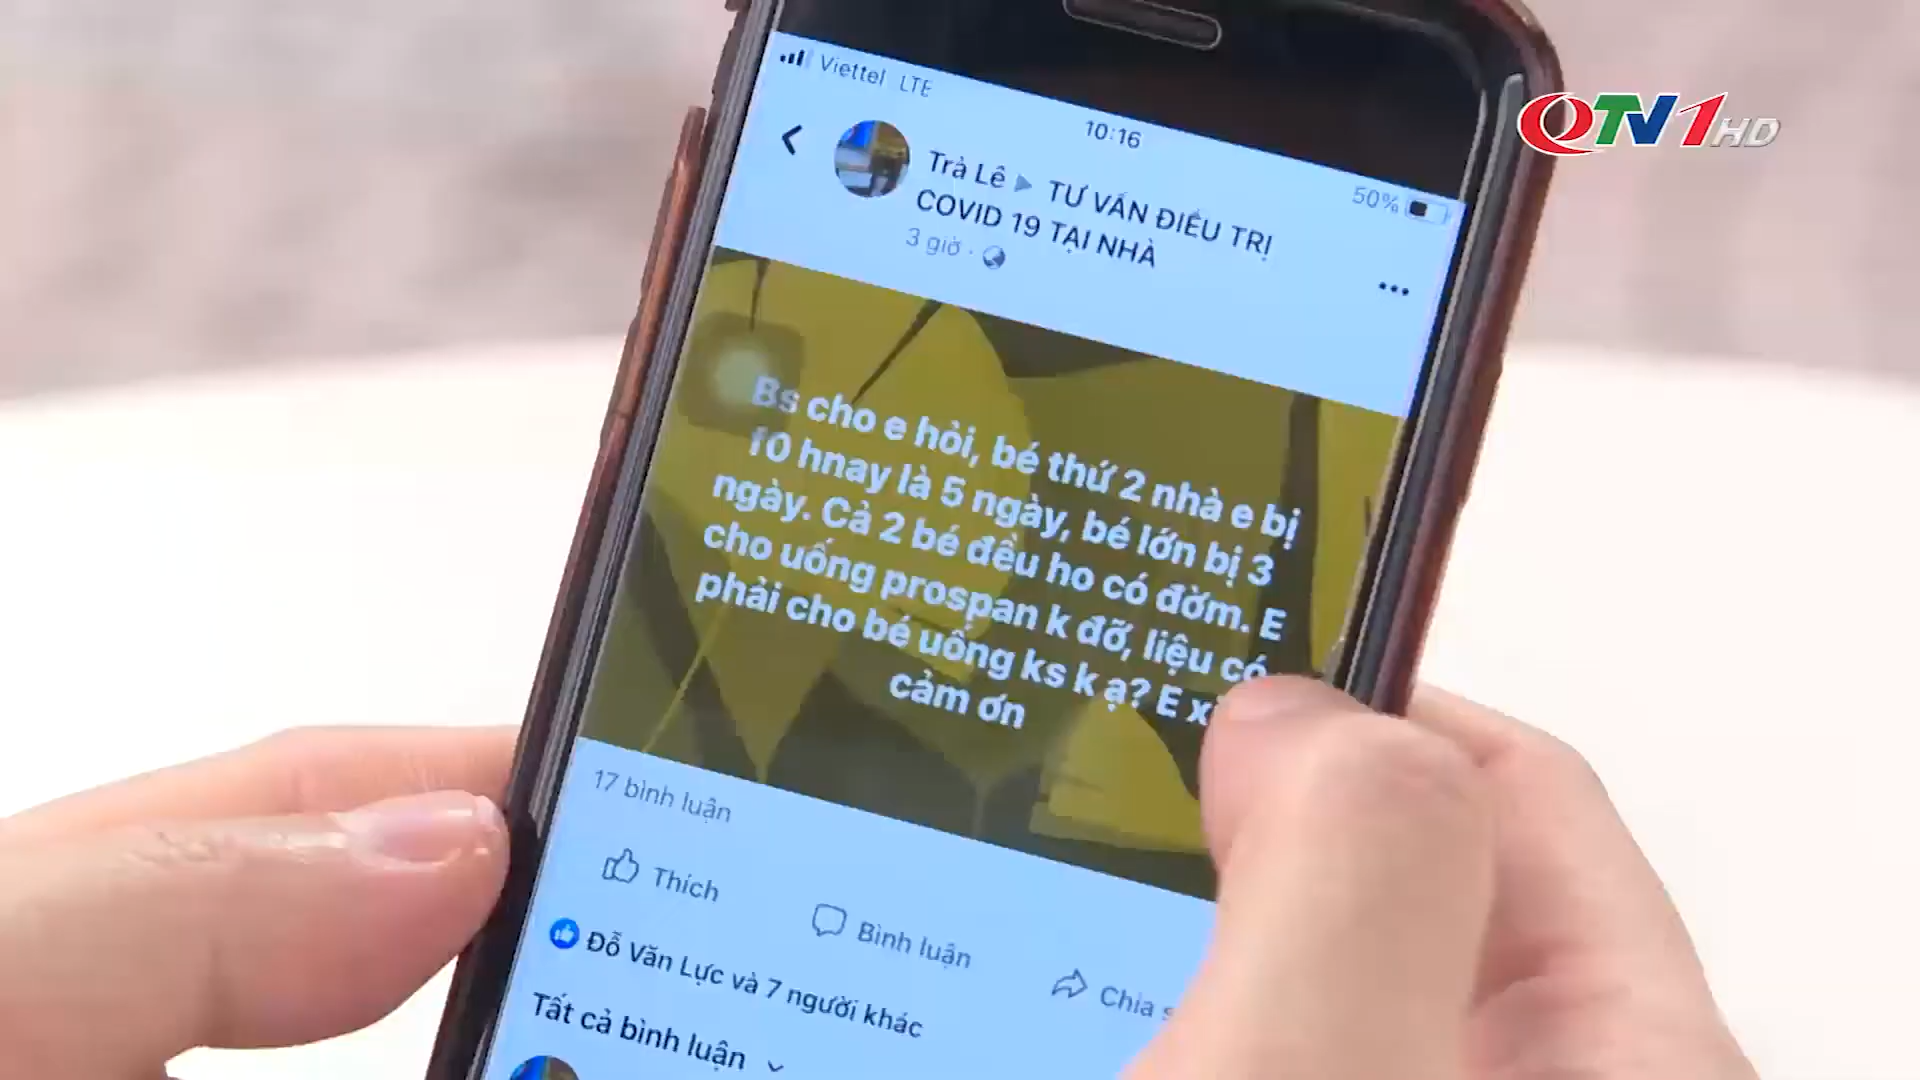 Viettel LTE
10:16
50%
QTV1HD
Trà Lê ▸ TƯ VẤN ĐIỀU TRỊ
COVID 19 TẠI NHÀ
3 giờ ·
Bs cho e hỏi, bé thứ 2 nhà e bị
f0 hnay là 5 ngày, bé lớn bị 3
ngày. Cả 2 bé đều ho có đờm. E
cho uống prospan k đỡ, liệu có
phải cho bé uống ks k ạ? E
cảm ơn
17 bình luận
Thích
Bình luận
Chia
Đỗ Văn Lực và 7 người khác
Tất cả bình luận